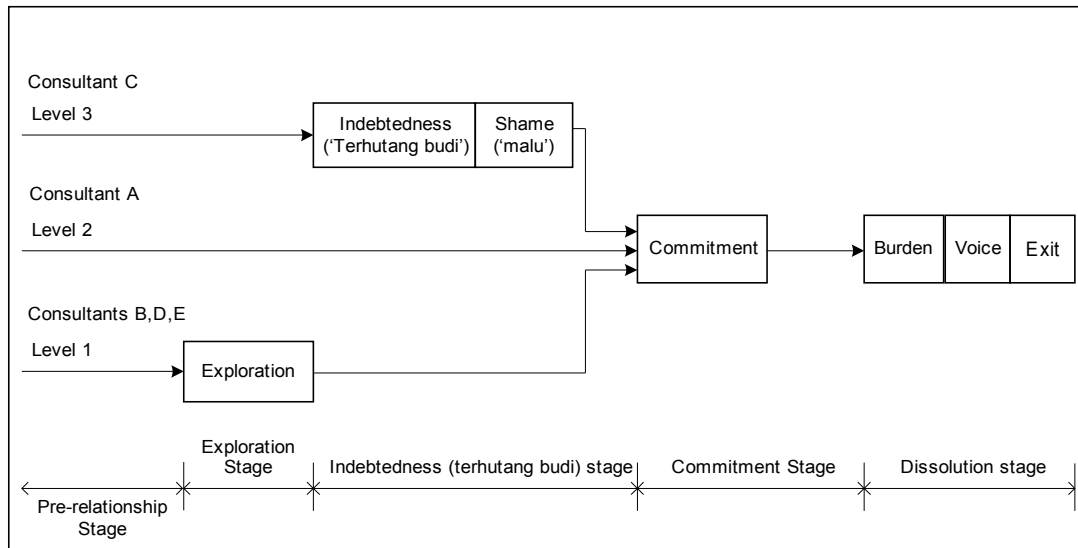 Consultant C
Level 3
Indebtedness
(‘Terhutang budi’)
Shame
(‘malu’)
Consultant A
Level 2
Commitment
Burden
Voice
Exit
Consultants B,D,E
Level 1
Exploration
Exploration
Stage
Indebtedness (terhutang budi) stage
Commitment Stage
Dissolution stage
Pre-relationship
Stage